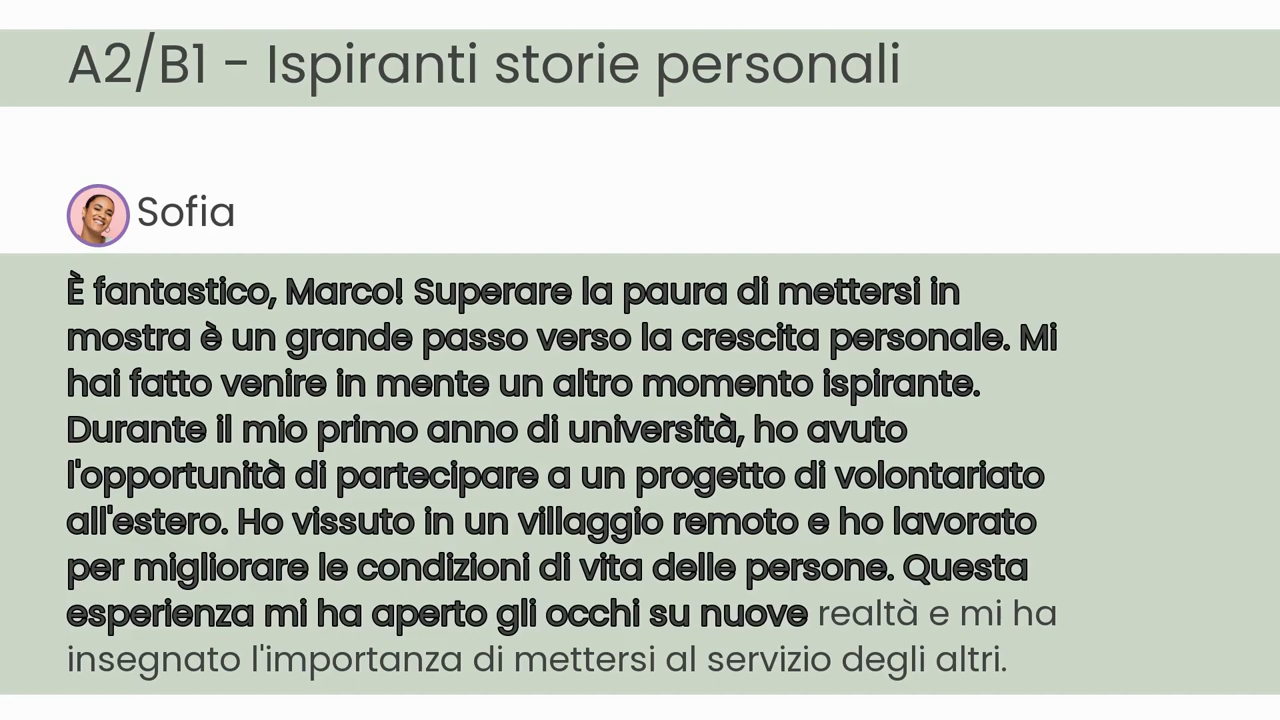 A2/B1 - Ispiranti storie personali
Sofia
È fantastico, Marco! Superare la paura di mettersi in
mostra è un grande passo verso la crescita personale. Mi
hai fatto venire in mente un altro momento ispirante.
Durante il mio primo anno di università, ho avuto
l'opportunità di partecipare a un progetto di volontariato
all'estero. Ho vissuto in un villaggio remoto e ho lavorato
per migliorare le condizioni di vita delle persone. Questa
esperienza mi ha aperto gli occhi su nuove realtà e mi ha
insegnato l'importanza di mettersi al servizio degli altri.